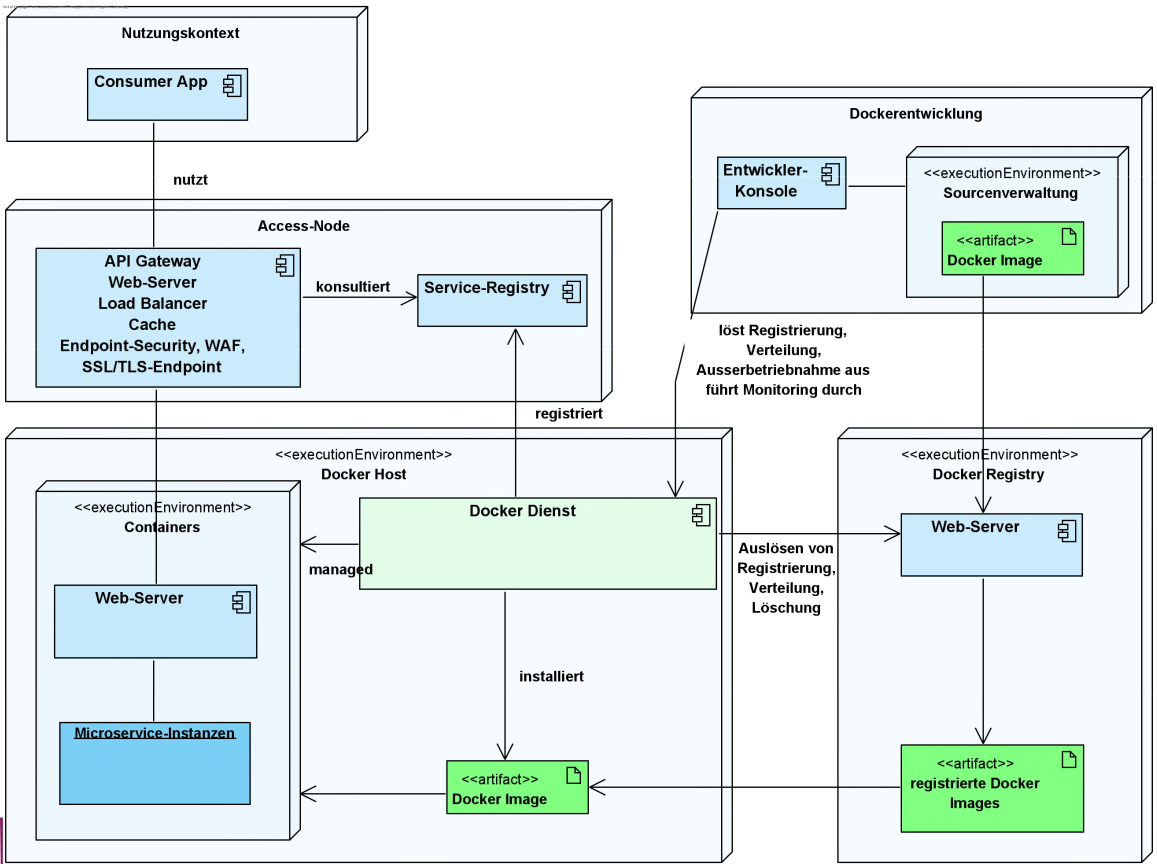 Nutzungskontext
Consumer App
nutzt
Access-Node
API Gateway
Web-Server
Load Balancer
Cache
Endpoint-Security, WAF,
SSL/TLS-Endpoint
konsultiert
Service-Registry
registriert
Dockerentwicklung
Entwickler-
Konsole
<<executionEnvironment>>
Sourcenverwaltung
<<artifact>>
Docker Image
löst Registrierung,
Verteilung,
Ausserbetriebnahme aus
führt Monitoring durch
<<executionEnvironment>>
Docker Host
<<executionEnvironment>>
Containers
Web-Server
Microservice-Instanzen
Docker Dienst
managed
installiert
<<artifact>>
Docker Image
Auslösen von
Registrierung,
Verteilung,
Löschung
<<executionEnvironment>>
Docker Registry
Web-Server
<<artifact>>
registrierte Docker
Images